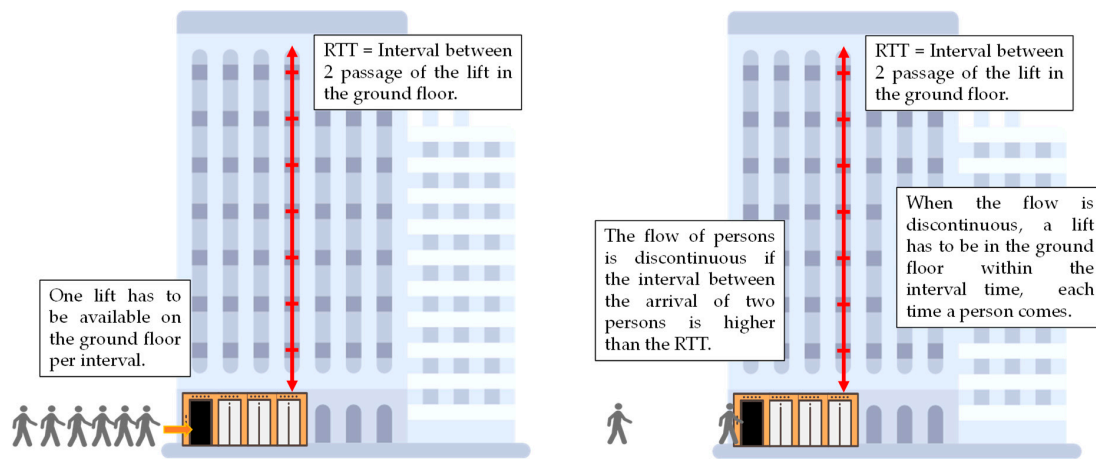 RTT = Interval between
2 passage of the lift in
the ground floor.
One lift has to
be available on
the ground floor
per interval.
RTT = Interval between
2 passage of the lift in
the ground floor.
The flow of persons
is discontinuous if
the interval between
the arrival of two
persons is higher
than the RTT.
When the flow is
discontinuous, a lift
has to be in the ground
floor within the
interval time, each
time a person comes.